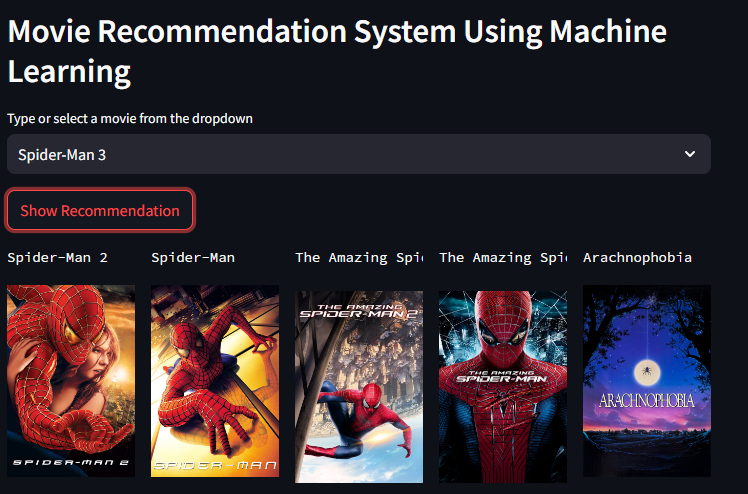 Movie Recommendation System Using Machine
Learning
Type or select a movie from the dropdown
Spider-Man 3
Show Recommendation
Spider-Man 2
Spider-Man
The Amazing Spi
The Amazing Spi
Arachnophobia
SPIDER-MAN 2
SPIDER-MAN
THE AMAZING
SPIDER-MAN 2
THE AMAZING
SPIDER-MAN
ARACHNOPHOBIA